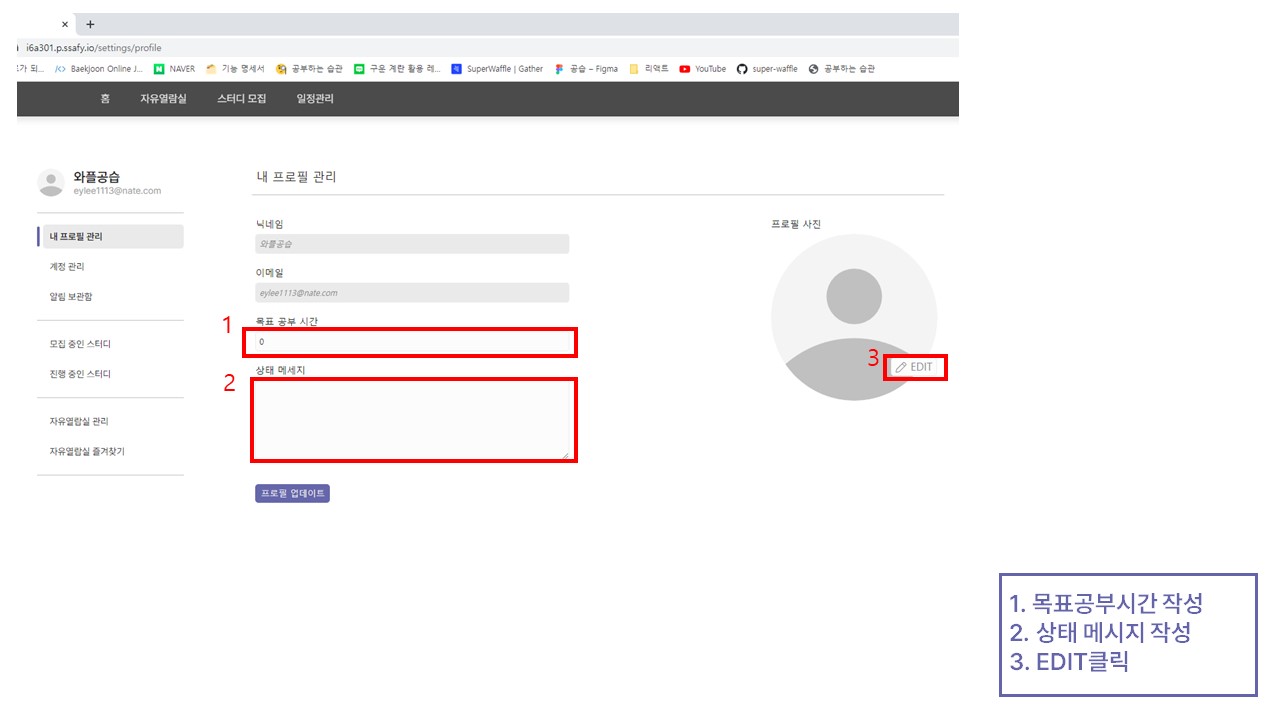 × +
i6a301.p.ssafy.io/settings/profile
가 되... </> Baekjoon Online J... NAVER 기능 명세서 공부하는 습관 구운 계란 활용 레... SuperWaffle | Gather 공습 – Figma 리액트 YouTube super-waffle 공부하는 습관
홈 자유열람실 스터디 모집 일정관리
와플공습
eylee1113@nate.com
내 프로필 관리
계정 관리
알림 보관함
모집 중인 스터디
진행 중인 스터디
자유열람실 관리
자유열람실 즐겨찾기
내 프로필 관리
닉네임
와플공습
이메일
eylee1113@nate.com
1
목표 공부 시간
0
2
상태 메세지
프로필 업데이트
프로필 사진
3
EDIT
1. 목표공부시간 작성
2. 상태 메시지 작성
3. EDIT클릭